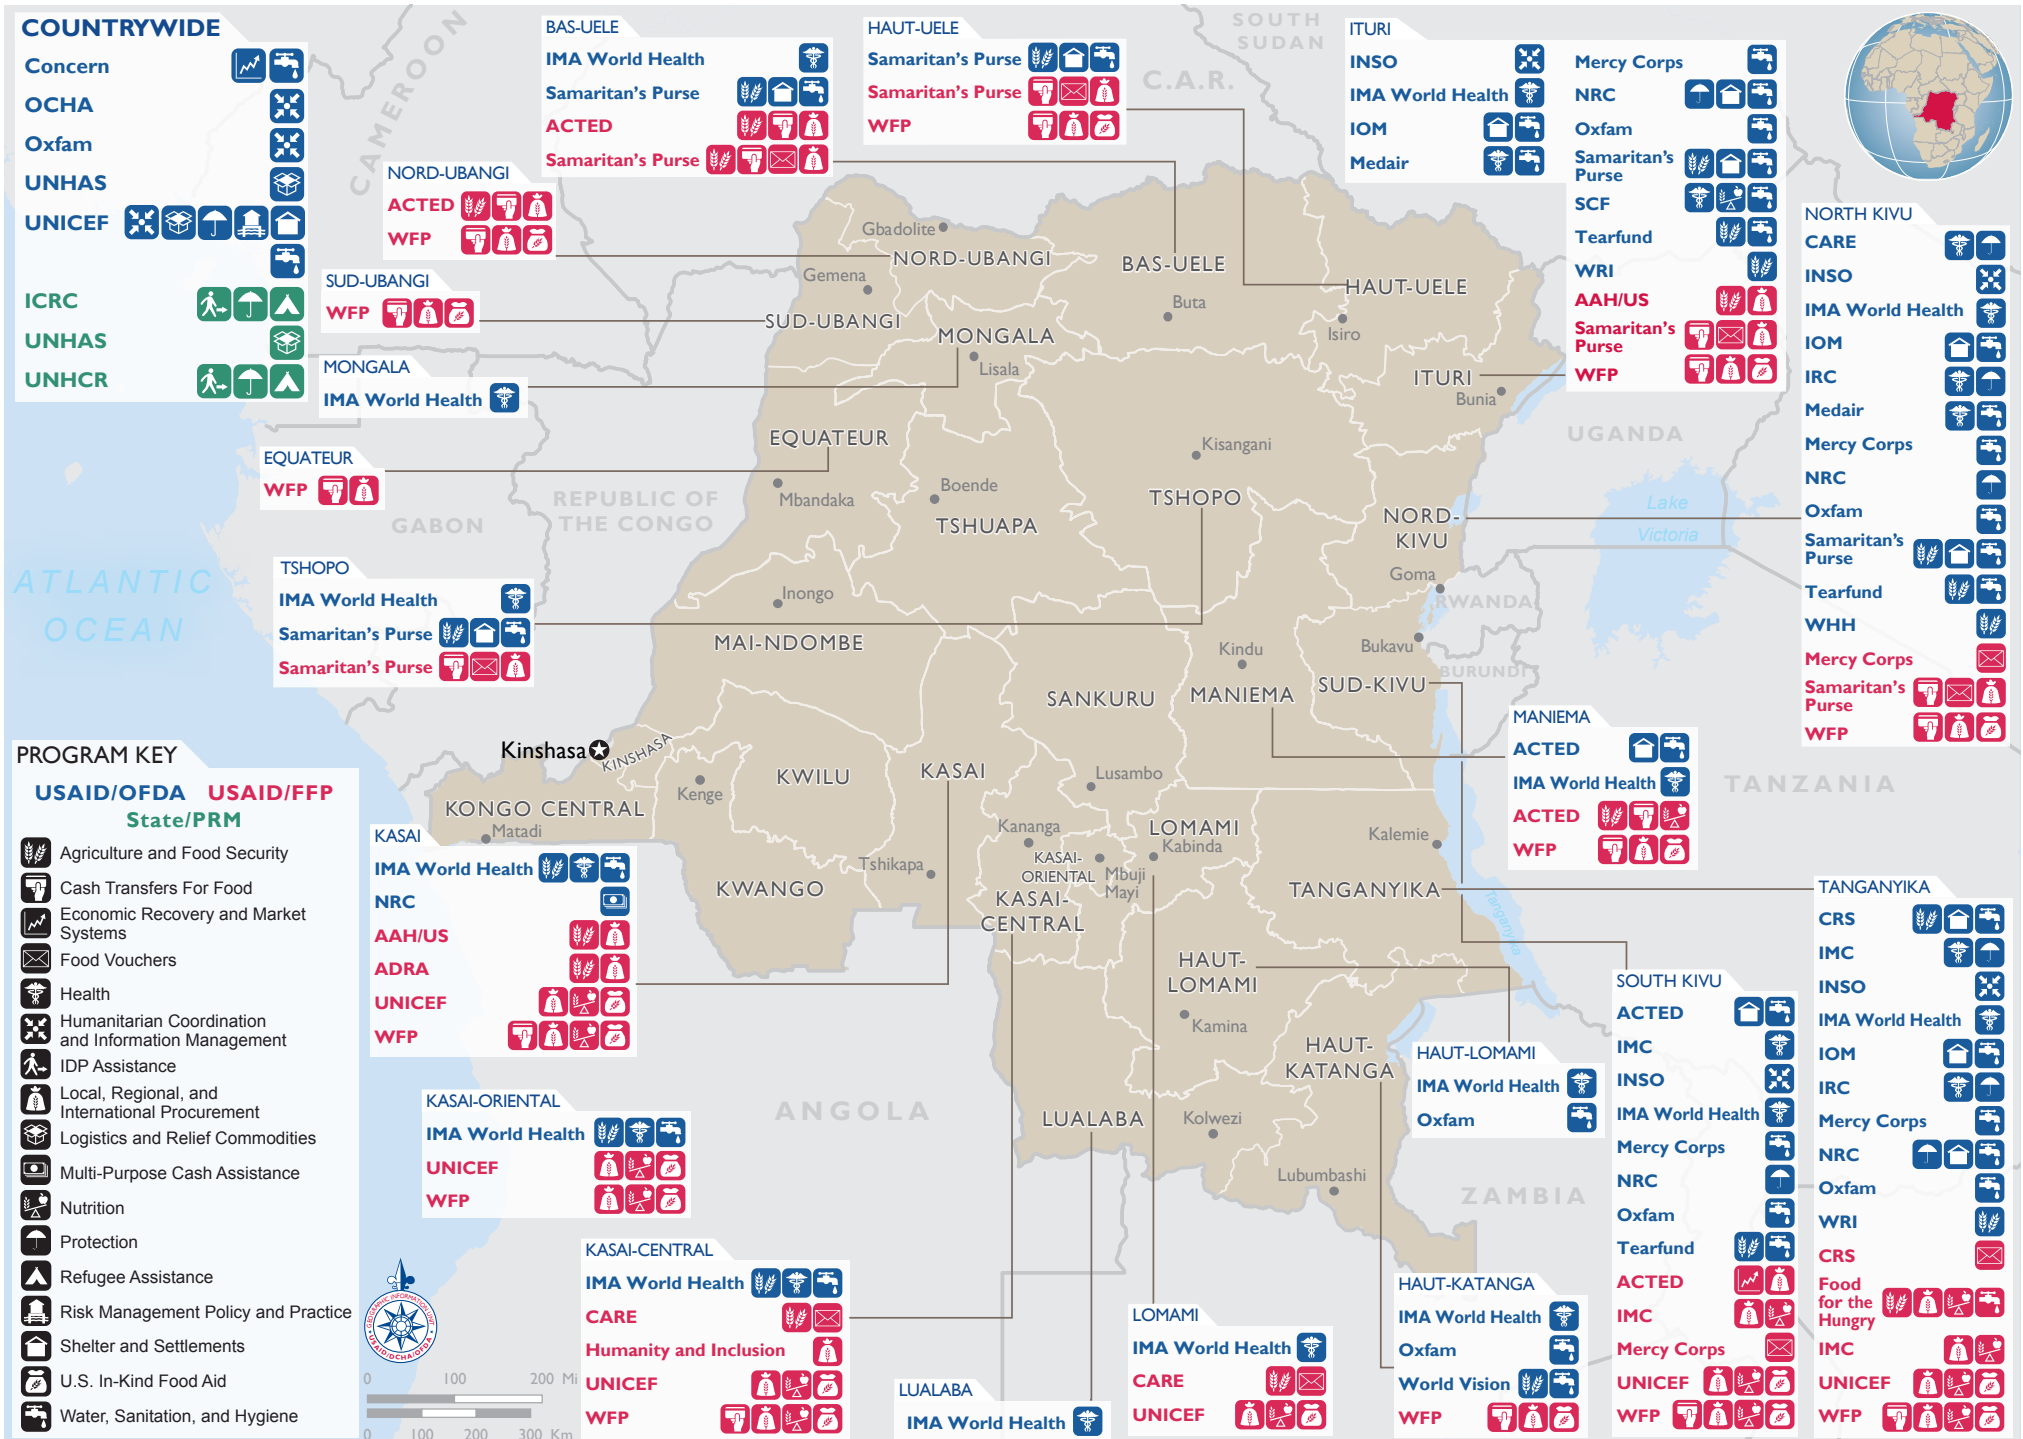 COUNTRYWIDE
Concern
OCHA
Oxfam
UNHAS
UNICEF
ICRC
UNHAS
UNHCR
BAS-UELE
IMA World Health
Samaritan's Purse
ACTED
Samaritan's Purse
HAUT-UELE
Samaritan's Purse
Samaritan's Purse
WFP
ITURI
INSO
IMA World Health
IOM
Medair
Mercy Corps
NRC
Oxfam
Samaritan's
Purse
SCF
Tearfund
WRI
AAH/US
Samaritan's
Purse
WFP
NORD-UBANGI
ACTED
WFP
SUD-UBANGI
WFP
MONGALA
IMA World Health
EQUATEUR
WFP
TSHOPO
IMA World Health
Samaritan's Purse
Samaritan's Purse
NORTH KIVU
CARE
INSO
IMA World Health
IOM
IRC
Medair
Mercy Corps
NRC
Oxfam
Samaritan's
Purse
Tearfund
WHH
Mercy Corps
Samaritan's
Purse
WFP
MANIEMA
ACTED
IMA World Health
ACTED
WFP
TANGANYIKA
CRS
IMC
INSO
IMA World Health
IOM
IRC
Mercy Corps
NRC
Oxfam
WRI
CRS
Food
for the
Hungry
IMC
UNICEF
WFP
SOUTH KIVU
ACTED
IMC
INSO
IMA World Health
Mercy Corps
NRC
Oxfam
Tearfund
ACTED
IMC
Mercy Corps
UNICEF
WFP
HAUT-LOMAMI
IMA World Health
Oxfam
HAUT-KATANGA
IMA World Health
Oxfam
World Vision
WFP
LOMAMI
IMA World Health
CARE
UNICEF
LUALABA
IMA World Health
KASAI-CENTRAL
IMA World Health
CARE
Humanity and Inclusion
UNICEF
WFP
KASAI-ORIENTAL
IMA World Health
UNICEF
WFP
KASAI
IMA World Health
NRC
AAH/US
ADRA
UNICEF
WFP
PROGRAM KEY
USAID/OFDA USAID/FFP
State/PRM
Agriculture and Food Security
Cash Transfers For Food
Economic Recovery and Market
Systems
Food Vouchers
Health
Humanitarian Coordination
and Information Management
IDP Assistance
Local, Regional, and
International Procurement
Logistics and Relief Commodities
Multi-Purpose Cash Assistance
Nutrition
Protection
Refugee Assistance
Risk Management Policy and Practice
Shelter and Settlements
U.S. In-Kind Food Aid
Water, Sanitation, and Hygiene
CAMEROON
C.A.R.
SOUTH
SUDAN
UGANDA
RWANDA
BURUNDI
TANZANIA
ZAMBIA
ANGOLA
GABON
REPUBLIC OF
THE CONGO
ATLANTIC
OCEAN
Lake
Victoria
Tanganyika
Gbadolite
NORD-UBANGI
Gemena
SUD-UBANGI
MONGALA
Lisala
BAS-UELE
Buta
HAUT-UELE
Isiro
ITURI
Bunia
EQUATEUR
Mbandaka
Boende
TSHUAPA
Kisangani
TSHOPO
NORD-
KIVU
Goma
Inongo
MAI-NDOMBE
Bukavu
SUD-KIVU
Kindu
MANIEMA
SANKURU
Lusambo
Kinshasa
KINSHASA
KONGO CENTRAL
Matadi
Kenge
KWILU
KWANGO
KASAI
Tshikapa
Kananga
KASAI-
ORIENTAL
Mbuji
Mayi
KASAI-
CENTRAL
LOMAMI
Kabinda
Kalemie
TANGANYIKA
HAUT-
LOMAMI
Kamina
HAUT-
KATANGA
LUALABA
Kolwezi
Lubumbashi
GEOGRAPHIC INFORMATION UNIT
USAID/DCHA/OFDA
0 100 200 Mi
0 100 200 300 Km